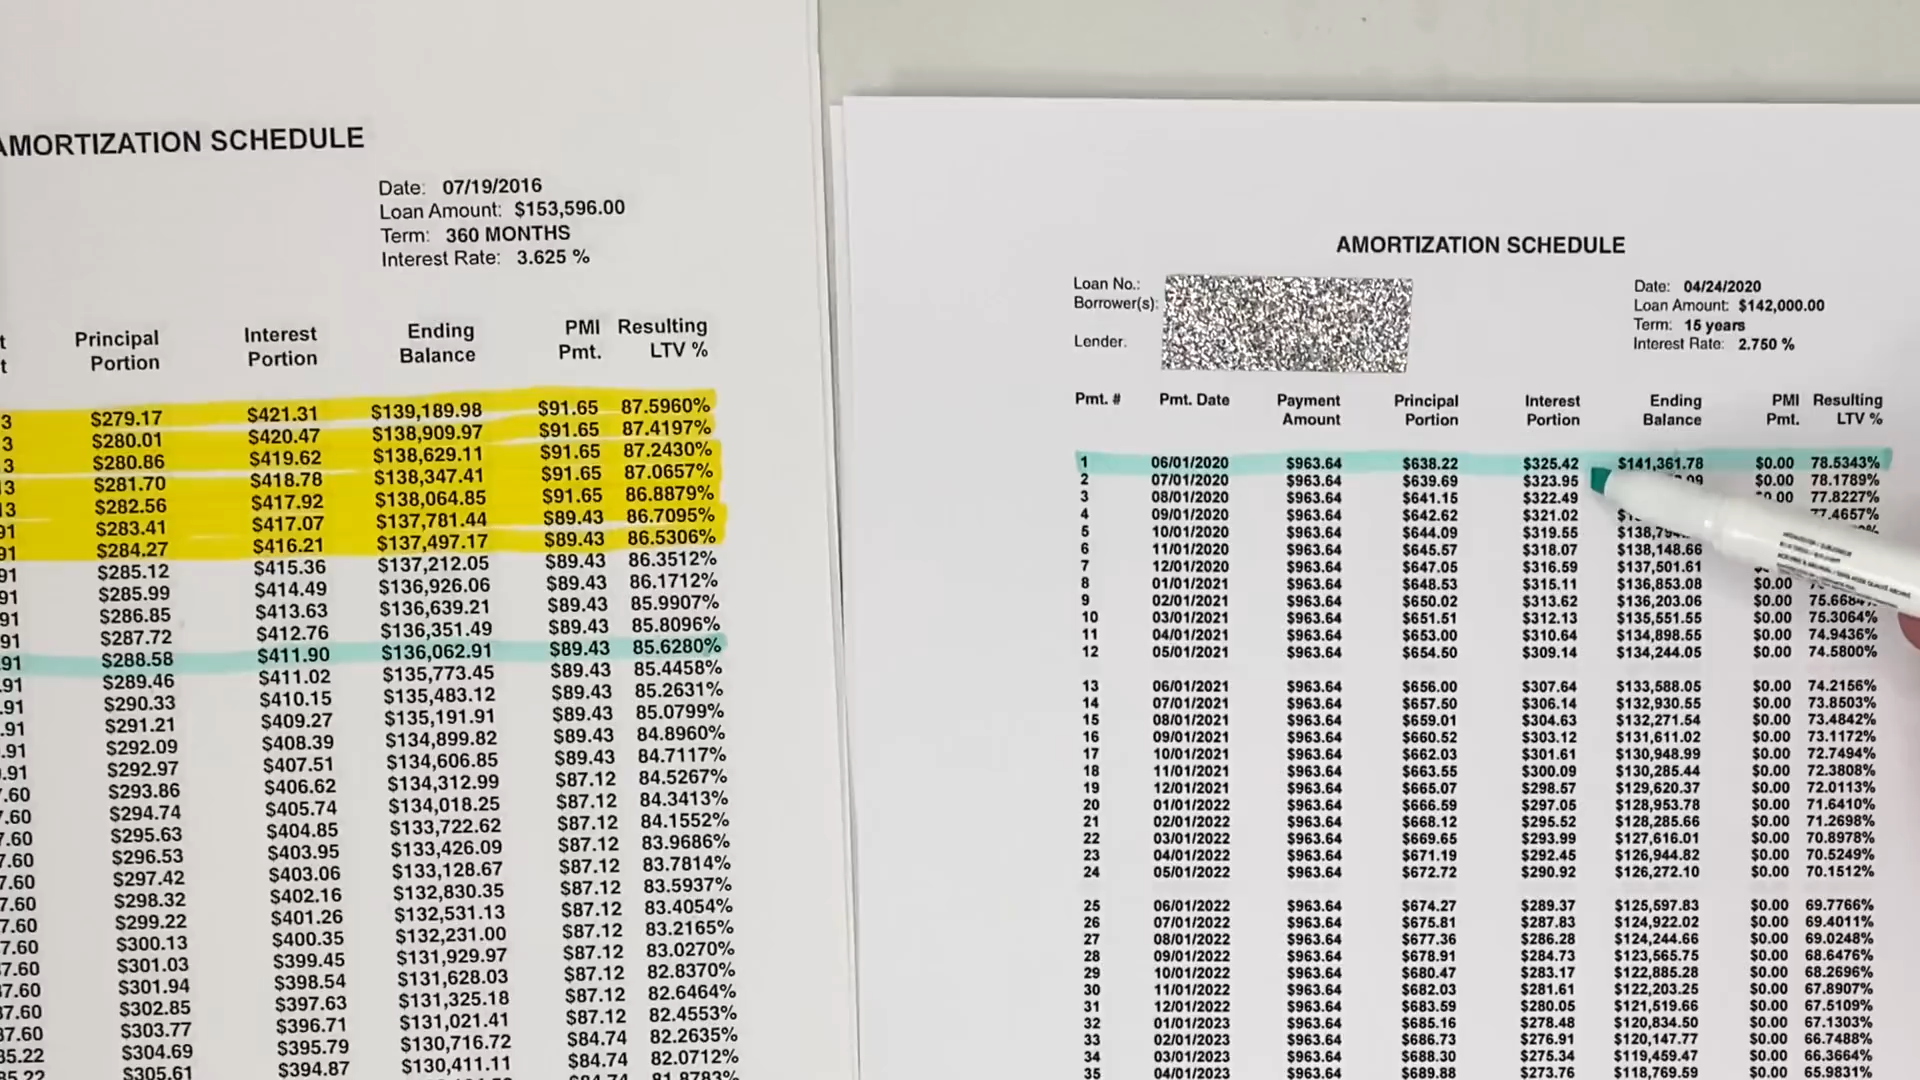 AMORTIZATION SCHEDULE
Date: 07/19/2016
Loan Amount: $153,596.00
Term: 360 MONTHS
Interest Rate: 3.625 %
t Principal Interest Ending PMI Resulting
t Portion Portion Balance Pmt. LTV %
3 $279.17 $421.31 $139,189.98 $91.65 87.5960%
3 $280.01 $420.47 $138,909.97 $91.65 87.4197%
3 $280.86 $419.62 $138,629.11 $91.65 87.2430%
13 $281.70 $418.78 $138,347.41 $91.65 87.0657%
13 $282.56 $417.92 $138,064.85 $91.65 86.8879%
91 $283.41 $417.07 $137,781.44 $89.43 86.7095%
91 $284.27 $416.21 $137,497.17 $89.43 86.5306%
91 $285.12 $415.36 $137,212.05 $89.43 86.3512%
91 $285.99 $414.49 $136,926.06 $89.43 86.1712%
91 $286.85 $413.63 $136,639.21 $89.43 85.9907%
91 $287.72 $412.76 $136,351.49 $89.43 85.8096%
.91 $288.58 $411.90 $136,062.91 $89.43 85.6280%
.91 $289.46 $411.02 $135,773.45 $89.43 85.4458%
.91 $290.33 $410.15 $135,483.12 $89.43 85.2631%
.91 $291.21 $409.27 $135,191.91 $89.43 85.0799%
.91 $292.09 $408.39 $134,899.82 $89.43 84.8960%
.91 $292.97 $407.51 $134,606.85 $89.43 84.7117%
7.60 $293.86 $406.62 $134,312.99 $87.12 84.5267%
7.60 $294.74 $405.74 $134,018.25 $87.12 84.3413%
7.60 $295.63 $404.85 $133,722.62 $87.12 84.1552%
7.60 $296.53 $403.95 $133,426.09 $87.12 83.9686%
7.60 $297.42 $403.06 $133,128.67 $87.12 83.7814%
7.60 $298.32 $402.16 $132,830.35 $87.12 83.5937%
7.60 $299.22 $401.26 $132,531.13 $87.12 83.4054%
7.60 $300.13 $400.35 $132,231.00 $87.12 83.2165%
7.60 $301.03 $399.45 $131,929.97 $87.12 83.0270%
7.60 $301.94 $398.54 $131,628.03 $87.12 82.8370%
7.60 $302.85 $397.63 $131,325.18 $87.12 82.6464%
7.60 $303.77 $396.71 $131,021.41 $87.12 82.4553%
85.22 $304.69 $395.79 $130,716.72 $84.74 82.2635%
85.22 $305.61 $394.87 $130,411.11 $84.74 82.0712%
AMORTIZATION SCHEDULE
Loan No.:
Borrower(s):
Lender:
Date: 04/24/2020
Loan Amount: $142,000.00
Term: 15 years
Interest Rate: 2.750 %
Pmt. # Pmt. Date Payment Principal Interest Ending PMI Resulting
Amount Portion Portion Balance Pmt. LTV %
1 06/01/2020 $963.64 $638.22 $325.42 $141,361.78 $0.00 78.5343%
2 07/01/2020 $963.64 $639.69 $323.95 $0.00 78.1789%
3 08/01/2020 $963.64 $641.15 $322.49 77.8227%
4 09/01/2020 $963.64 $642.62 $321.02 77.4657%
5 10/01/2020 $963.64 $644.09 $319.55
6 11/01/2020 $963.64 $645.57 $318.07 $138,148.66
7 12/01/2020 $963.64 $647.05 $316.59 $137,501.61
8 01/01/2021 $963.64 $648.53 $315.11 $136,853.08 $0.00
9 02/01/2021 $963.64 $650.02 $313.62 $136,203.06 $0.00
10 03/01/2021 $963.64 $651.51 $312.13 $135,551.55 $0.00 75.3064%
11 04/01/2021 $963.64 $653.00 $310.64 $134,898.55 $0.00 74.9436%
12 05/01/2021 $963.64 $654.50 $309.14 $134,244.05 $0.00 74.5800%
13 06/01/2021 $963.64 $656.00 $307.64 $133,588.05 $0.00 74.2156%
14 07/01/2021 $963.64 $657.50 $306.14 $132,930.55 $0.00 73.8503%
15 08/01/2021 $963.64 $659.01 $304.63 $132,271.54 $0.00 73.4842%
16 09/01/2021 $963.64 $660.52 $303.12 $131,611.02 $0.00 73.1172%
17 10/01/2021 $963.64 $662.03 $301.61 $130,948.99 $0.00 72.7494%
18 11/01/2021 $963.64 $663.55 $300.09 $130,285.44 $0.00 72.3808%
19 12/01/2021 $963.64 $665.07 $298.57 $129,620.37 $0.00 72.0113%
20 01/01/2022 $963.64 $666.59 $297.05 $128,953.78 $0.00 71.6410%
21 02/01/2022 $963.64 $668.12 $295.52 $128,285.66 $0.00 71.2698%
22 03/01/2022 $963.64 $669.65 $293.99 $127,616.01 $0.00 70.8978%
23 04/01/2022 $963.64 $671.19 $292.45 $126,944.82 $0.00 70.5249%
24 05/01/2022 $963.64 $672.72 $290.92 $126,272.10 $0.00 70.1512%
25 06/01/2022 $963.64 $674.27 $289.37 $125,597.83 $0.00 69.7766%
26 07/01/2022 $963.64 $675.81 $287.83 $124,922.02 $0.00 69.4011%
27 08/01/2022 $963.64 $677.36 $286.28 $124,244.66 $0.00 69.0248%
28 09/01/2022 $963.64 $678.91 $284.73 $123,565.75 $0.00 68.6476%
29 10/01/2022 $963.64 $680.47 $283.17 $122,885.28 $0.00 68.2696%
30 11/01/2022 $963.64 $682.03 $281.61 $122,203.25 $0.00 67.8907%
31 12/01/2022 $963.64 $683.59 $280.05 $121,519.66 $0.00 67.5109%
32 01/01/2023 $963.64 $685.16 $278.48 $120,834.50 $0.00 67.1303%
33 02/01/2023 $963.64 $686.73 $276.91 $120,147.77 $0.00 66.7488%
34 03/01/2023 $963.64 $688.30 $275.34 $119,459.47 $0.00 66.3664%
35 04/01/2023 $963.64 $689.88 $273.76 $118,769.59 $0.00 65.9831%